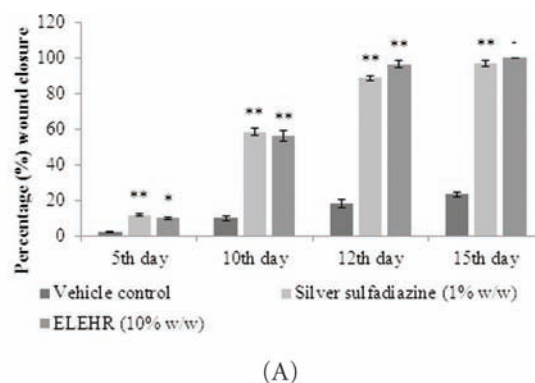 Percentage (%) wound closure
120
100
80
60
40
20
0
** *
** **
** **
** -
5th day 10th day 12th day 15th day
Vehicle control Silver sulfadiazine (1% w/w)
ELEHR (10% w/w)
(A)